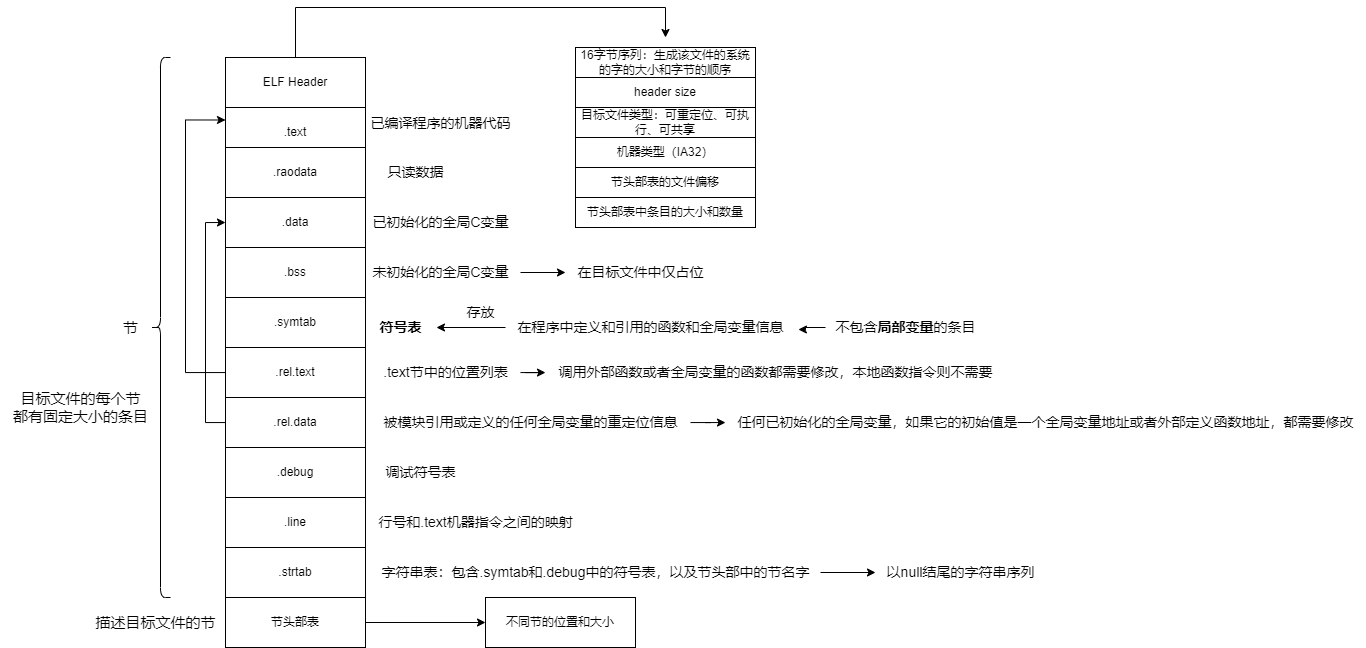 16字节序列：生成该文件的系统
的字的大小和字节的顺序
ELF Header
header size
目标文件类型：可重定位、可执
行、可共享
.text
已编译程序的机器代码
机器类型（IA32）
.raodata
只读数据
节头部表的文件偏移
节头部表中条目的大小和数量
.data
已初始化的全局C变量
.bss
未初始化的全局C变量
在目标文件中仅占位
存放
节
.symtab
符号表
在程序中定义和引用的函数和全局变量信息
不包含局部变量的条目
.rel.text
.text节中的位置列表
调用外部函数或者全局变量的函数都需要修改，本地函数指令则不需要
目标文件的每个节
都有固定大小的条目
.rel.data
被模块引用或定义的任何全局变量的重定位信息
任何已初始化的全局变量，如果它的初始值是一个全局变量地址或者外部定义函数地址，都需要修改
.debug
调试符号表
.line
行号和.text机器指令之间的映射
.strtab
字符串表：包含.symtab和.debug中的符号表，以及节头部中的节名字
以null结尾的字符串序列
描述目标文件的节
节头部表
不同节的位置和大小